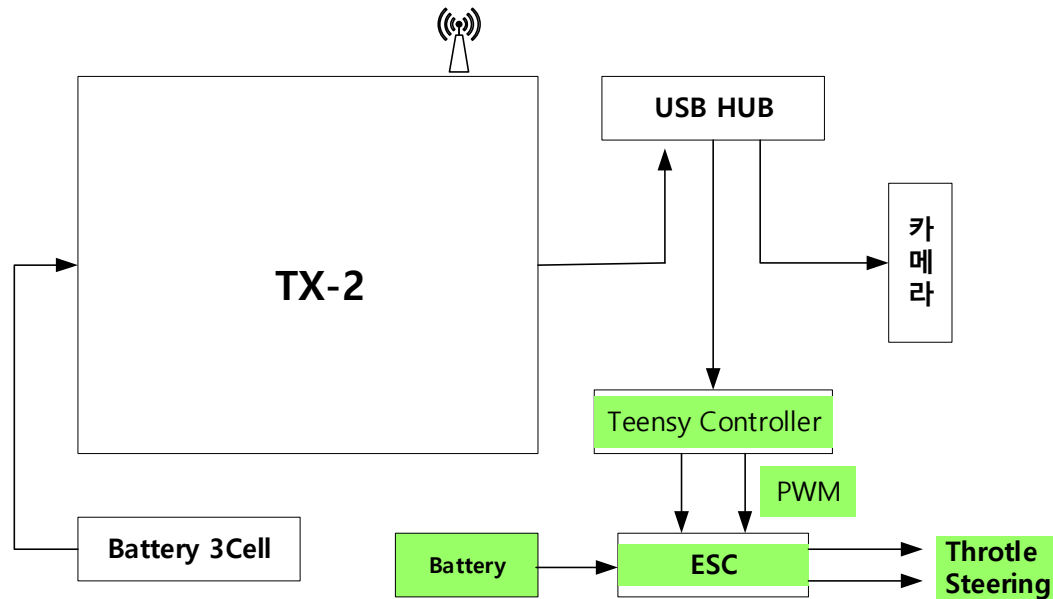 USB HUB
TX-2
카
메
라
Teensy Controller
PWM
Battery 3Cell
Battery
ESC
Throtle
Steering